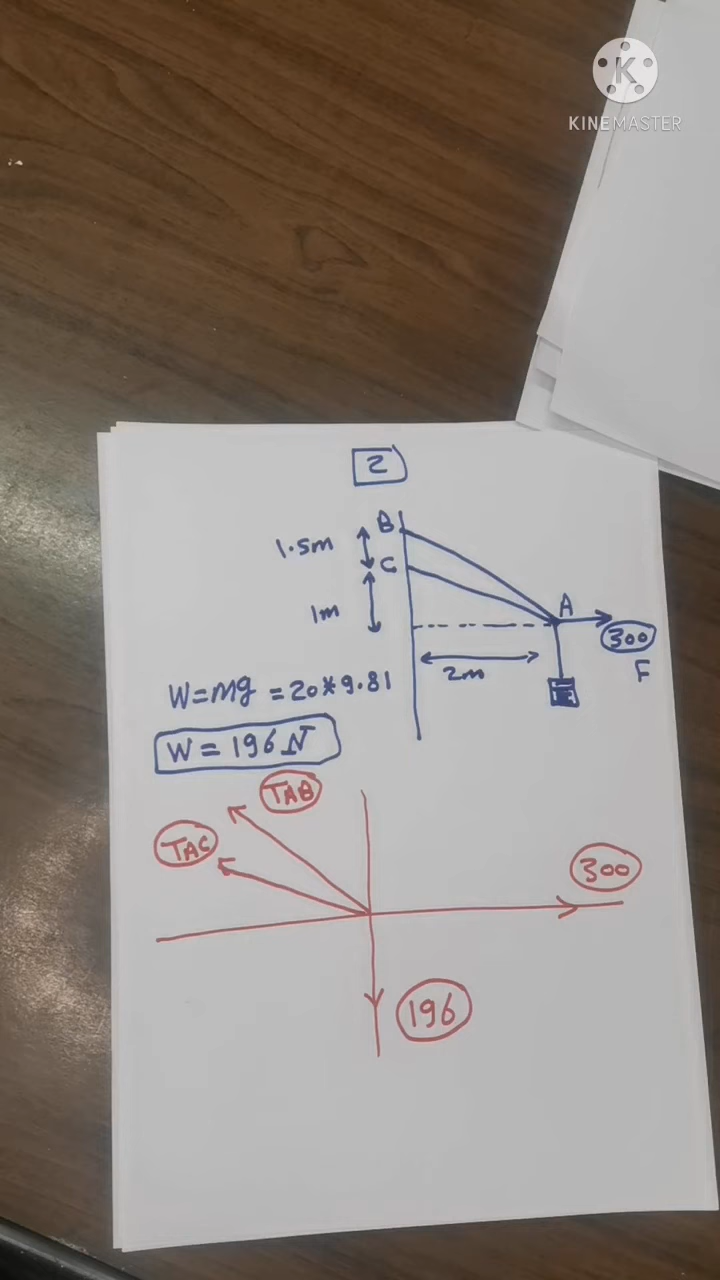 K
KINEMASTER
2
B
1.5m
C
1m
A
300
F
2m
W=mg = 20*9.81
W = 196 N
TAB
TAC
300
196